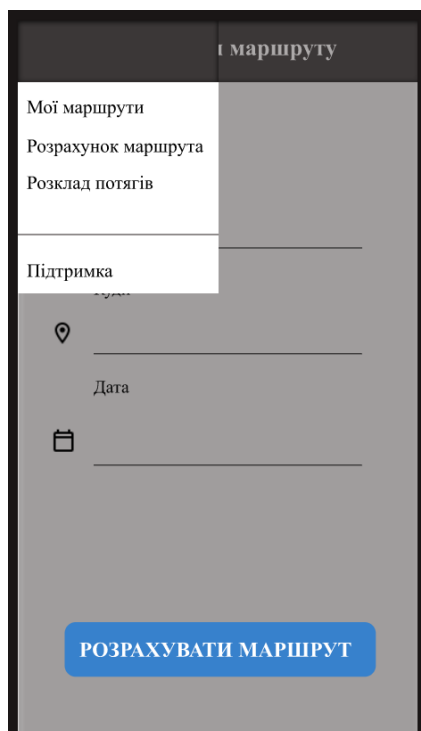 маршруту
Мої маршрути
Розрахунок маршрута
Розклад потягів
Підтримка
Дата
РОЗРАХУВАТИ МАРШРУТ